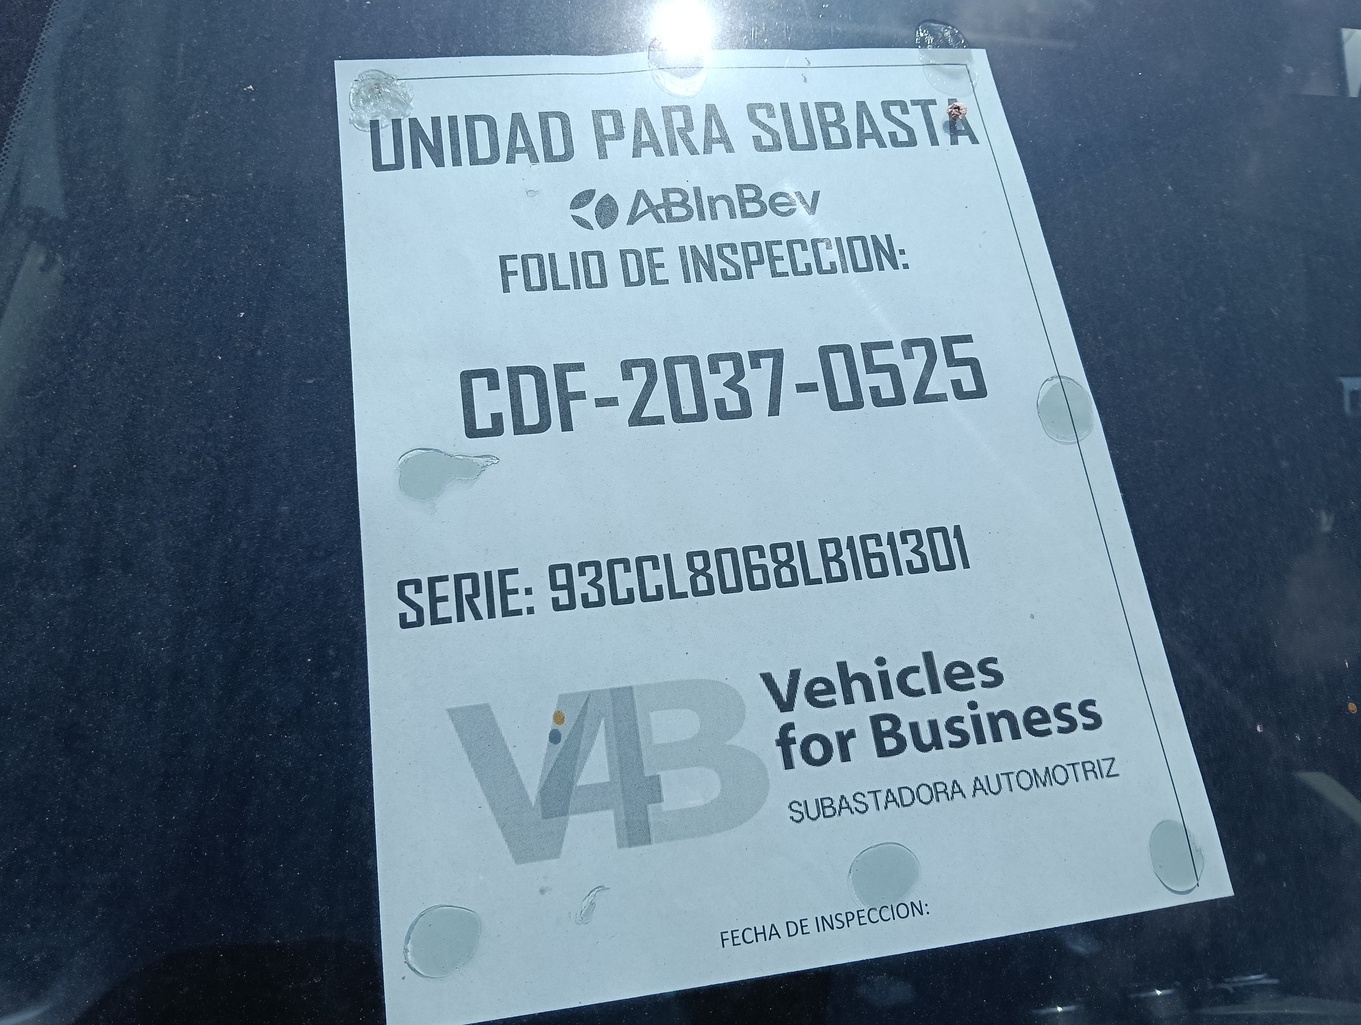 UNIDAD PARA SUBASTA
ABInBev
FOLIO DE INSPECCION:
CDF-2037-0525
SERIE: 93CCL8068LB161301
V4B
Vehicles
for Business
SUBASTADORA AUTOMOTRIZ
FECHA DE INSPECCION: